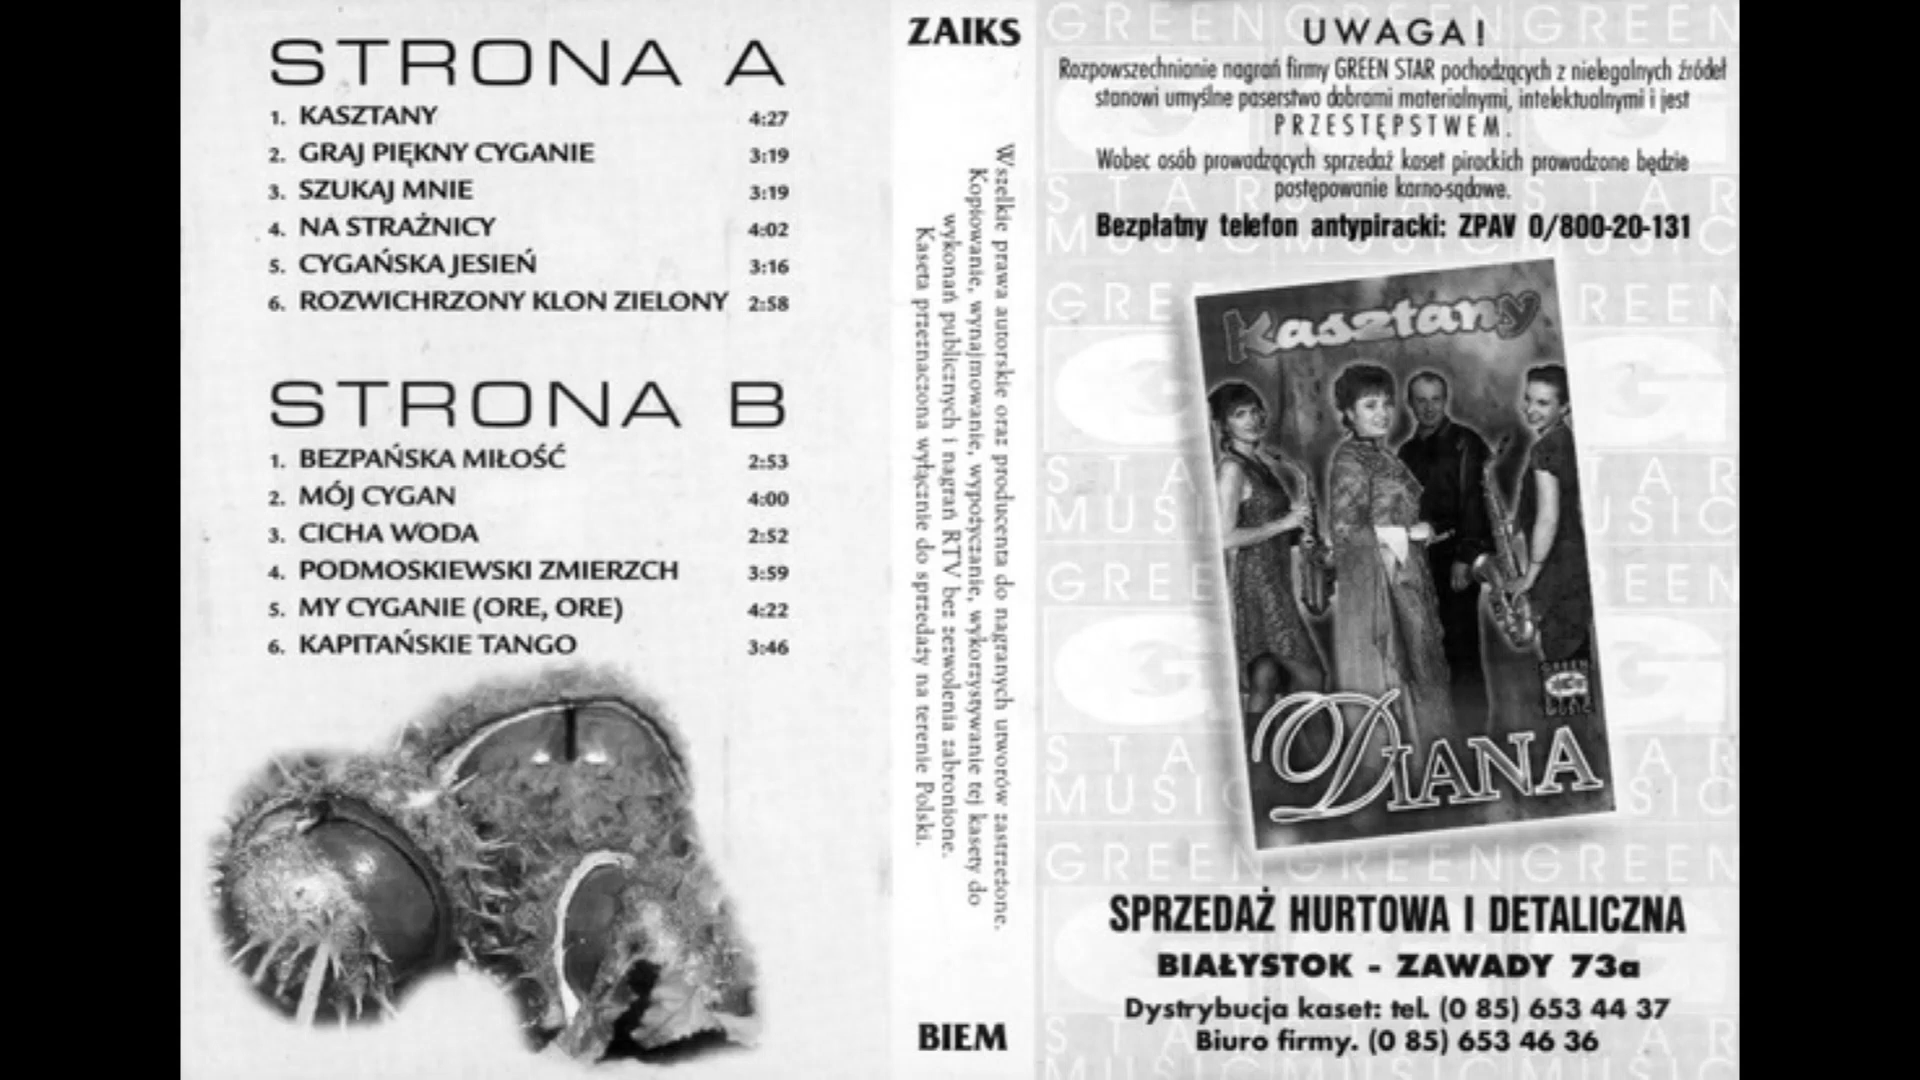 STRONA A
1. KASZTANY 4:27
2. GRAJ PIĘKNY CYGANIE 3:19
3. SZUKAJ MNIE 3:19
4. NA STRAŻNICY 4:02
5. CYGAŃSKA JESIEŃ 3:16
6. ROZWICHRZONY KLON ZIELONY 2:58
STRONA B
1. BEZPAŃSKA MIŁOŚĆ 2:53
2. MÓJ CYGAN 4:00
3. CICHA WODA 2:52
4. PODMOSKIEWSKI ZMIERZCH 3:59
5. MY CYGANIE (ORE, ORE) 4:22
6. KAPITAŃSKIE TANGO 3:46
ZAIKS
Wszelkie prawa autorskie oraz producenta do nagranych utworów zastrzeżone.
Kopiowanie, wynajmowanie, wypożyczanie, wykorzystywanie tej kasety do
wykonań publicznych i nagrań RTV bez zezwolenia zabronione.
Kaseta przeznaczona wyłącznie do sprzedaży na terenie Polski.
BIEM
UWAGA!
Rozpowszechnianie nagrań firmy GREEN STAR pochodzących z nielegalnych źródeł
stanowi umyślne paserstwo dobrami materialnymi, intelektualnymi i jest
PRZESTĘPSTWEM.
Wobec osób prowadzących sprzedaż kaset pirackich prowadzone będzie
postępowanie karno-sądowe.
Bezpłatny telefon antypiracki: ZPAV 0/800-20-131
Kasztany
GREEN
STAR
MUSIC
DIANA
SPRZEDAŻ HURTOWA I DETALICZNA
BIAŁYSTOK - ZAWADY 73a
Dystrybucja kaset: tel. (0 85) 653 44 37
Biuro firmy. (0 85) 653 46 36